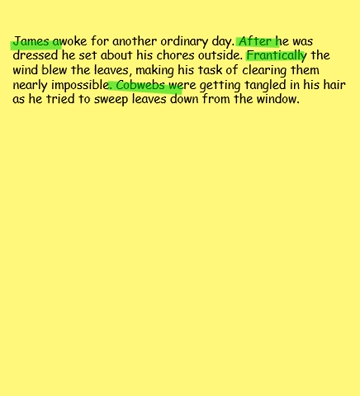 James awoke for another ordinary day. After he was
dressed he set about his chores outside. Frantically the
wind blew the leaves, making his task of clearing them
nearly impossible. Cobwebs were getting tangled in his hair
as he tried to sweep leaves down from the window.